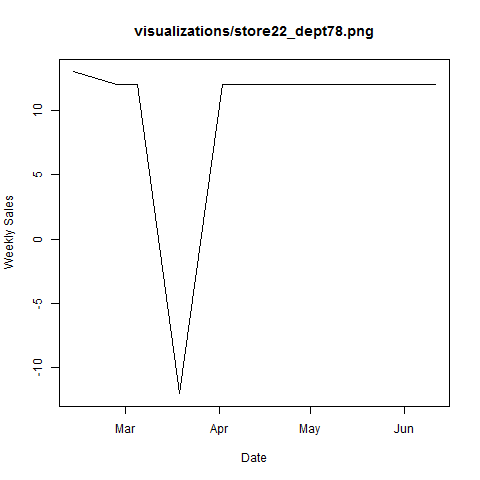 visualizations/store22_dept78.png
Weekly Sales
10
5
0
-5
-10
Mar Apr May Jun
Date